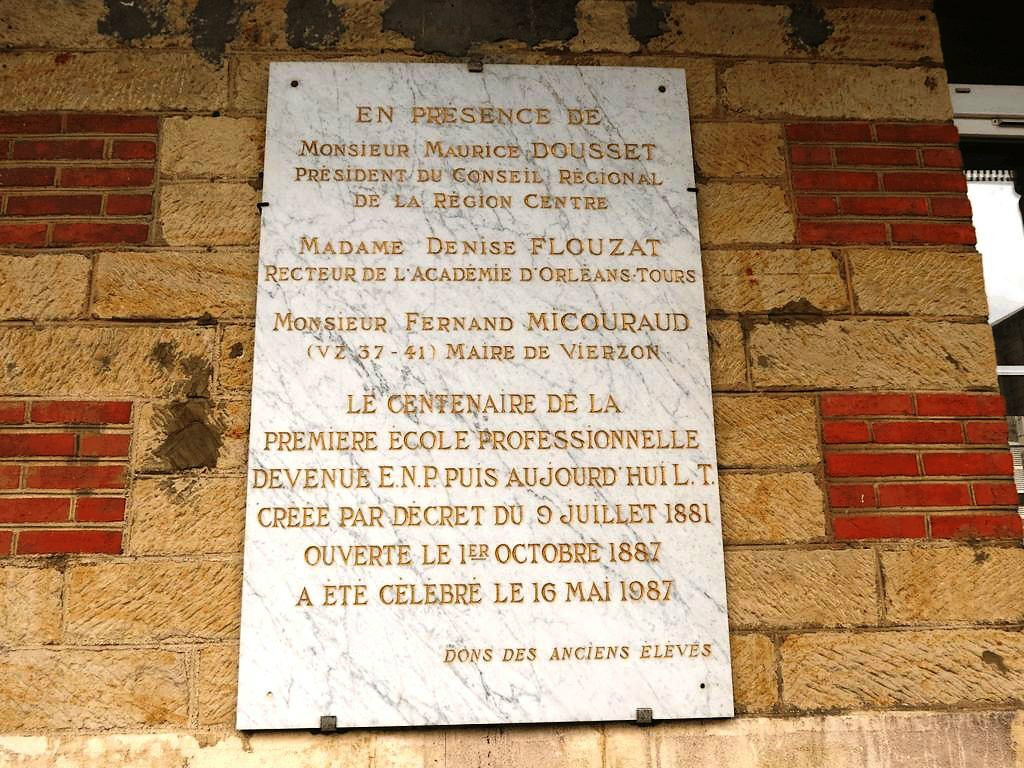 EN PRÉSENCE DE
MONSIEUR MAURICE DOUSSET
PRÉSIDENT DU CONSEIL RÉGIONAL
DE LA RÉGION CENTRE
MADAME DENISE FLOUZAT
RECTEUR DE L'ACADÉMIE D'ORLÉANS-TOURS
MONSIEUR FERNAND MICOURAUD
(VZ 37-41) MAIRE DE VIERZON
LE CENTENAIRE DE LA
PREMIÈRE ÉCOLE PROFESSIONNELLE
DEVENUE E.N.P. PUIS AUJOURD'HUI L.T.
CRÉÉE PAR DÉCRET DU 9 JUILLET 1881
OUVERTE LE 1ER OCTOBRE 1887
A ÉTÉ CÉLÉBRÉ LE 16 MAI 1987
DONS DES ANCIENS ÉLÈVES